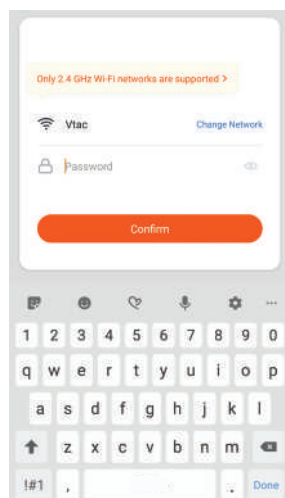 Only 2.4 GHz Wi-Fi networks are supported >
Vtac Change Network
Password
Confirm
1 2 3 4 5 6 7 8 9 0
q w e r t y u i o p
a s d f g h j k l
z x c v b n m
!#1 , . Done